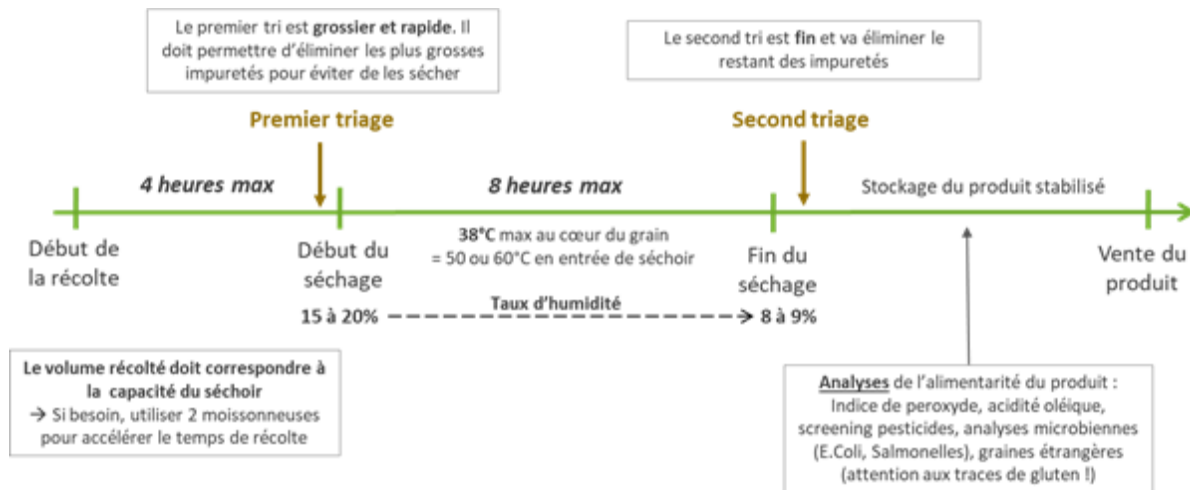 Le premier tri est grossier et rapide. Il
doit permettre d'éliminer les plus grosses
impuretés pour éviter de les sécher
Le second tri est fin et va éliminer le
restant des impuretés
Premier triage
Second triage
4 heures max
8 heures max
Stockage du produit stabilisé
Début de
la récolte
Début du
séchage
38°C max au cœur du grain
= 50 ou 60°C en entrée de séchoir
Fin du
séchage
Vente du
produit
Taux d'humidité
15 à 20%
8 à 9%
Le volume récolté doit correspondre à
la capacité du séchoir
→ Si besoin, utiliser 2 moissonneuses
pour accélérer le temps de récolte
Analyses de l'alimentarité du produit :
Indice de peroxyde, acidité oléique,
screening pesticides, analyses microbiennes
(E.Coli, Salmonelles), graines étrangères
(attention aux traces de gluten !)